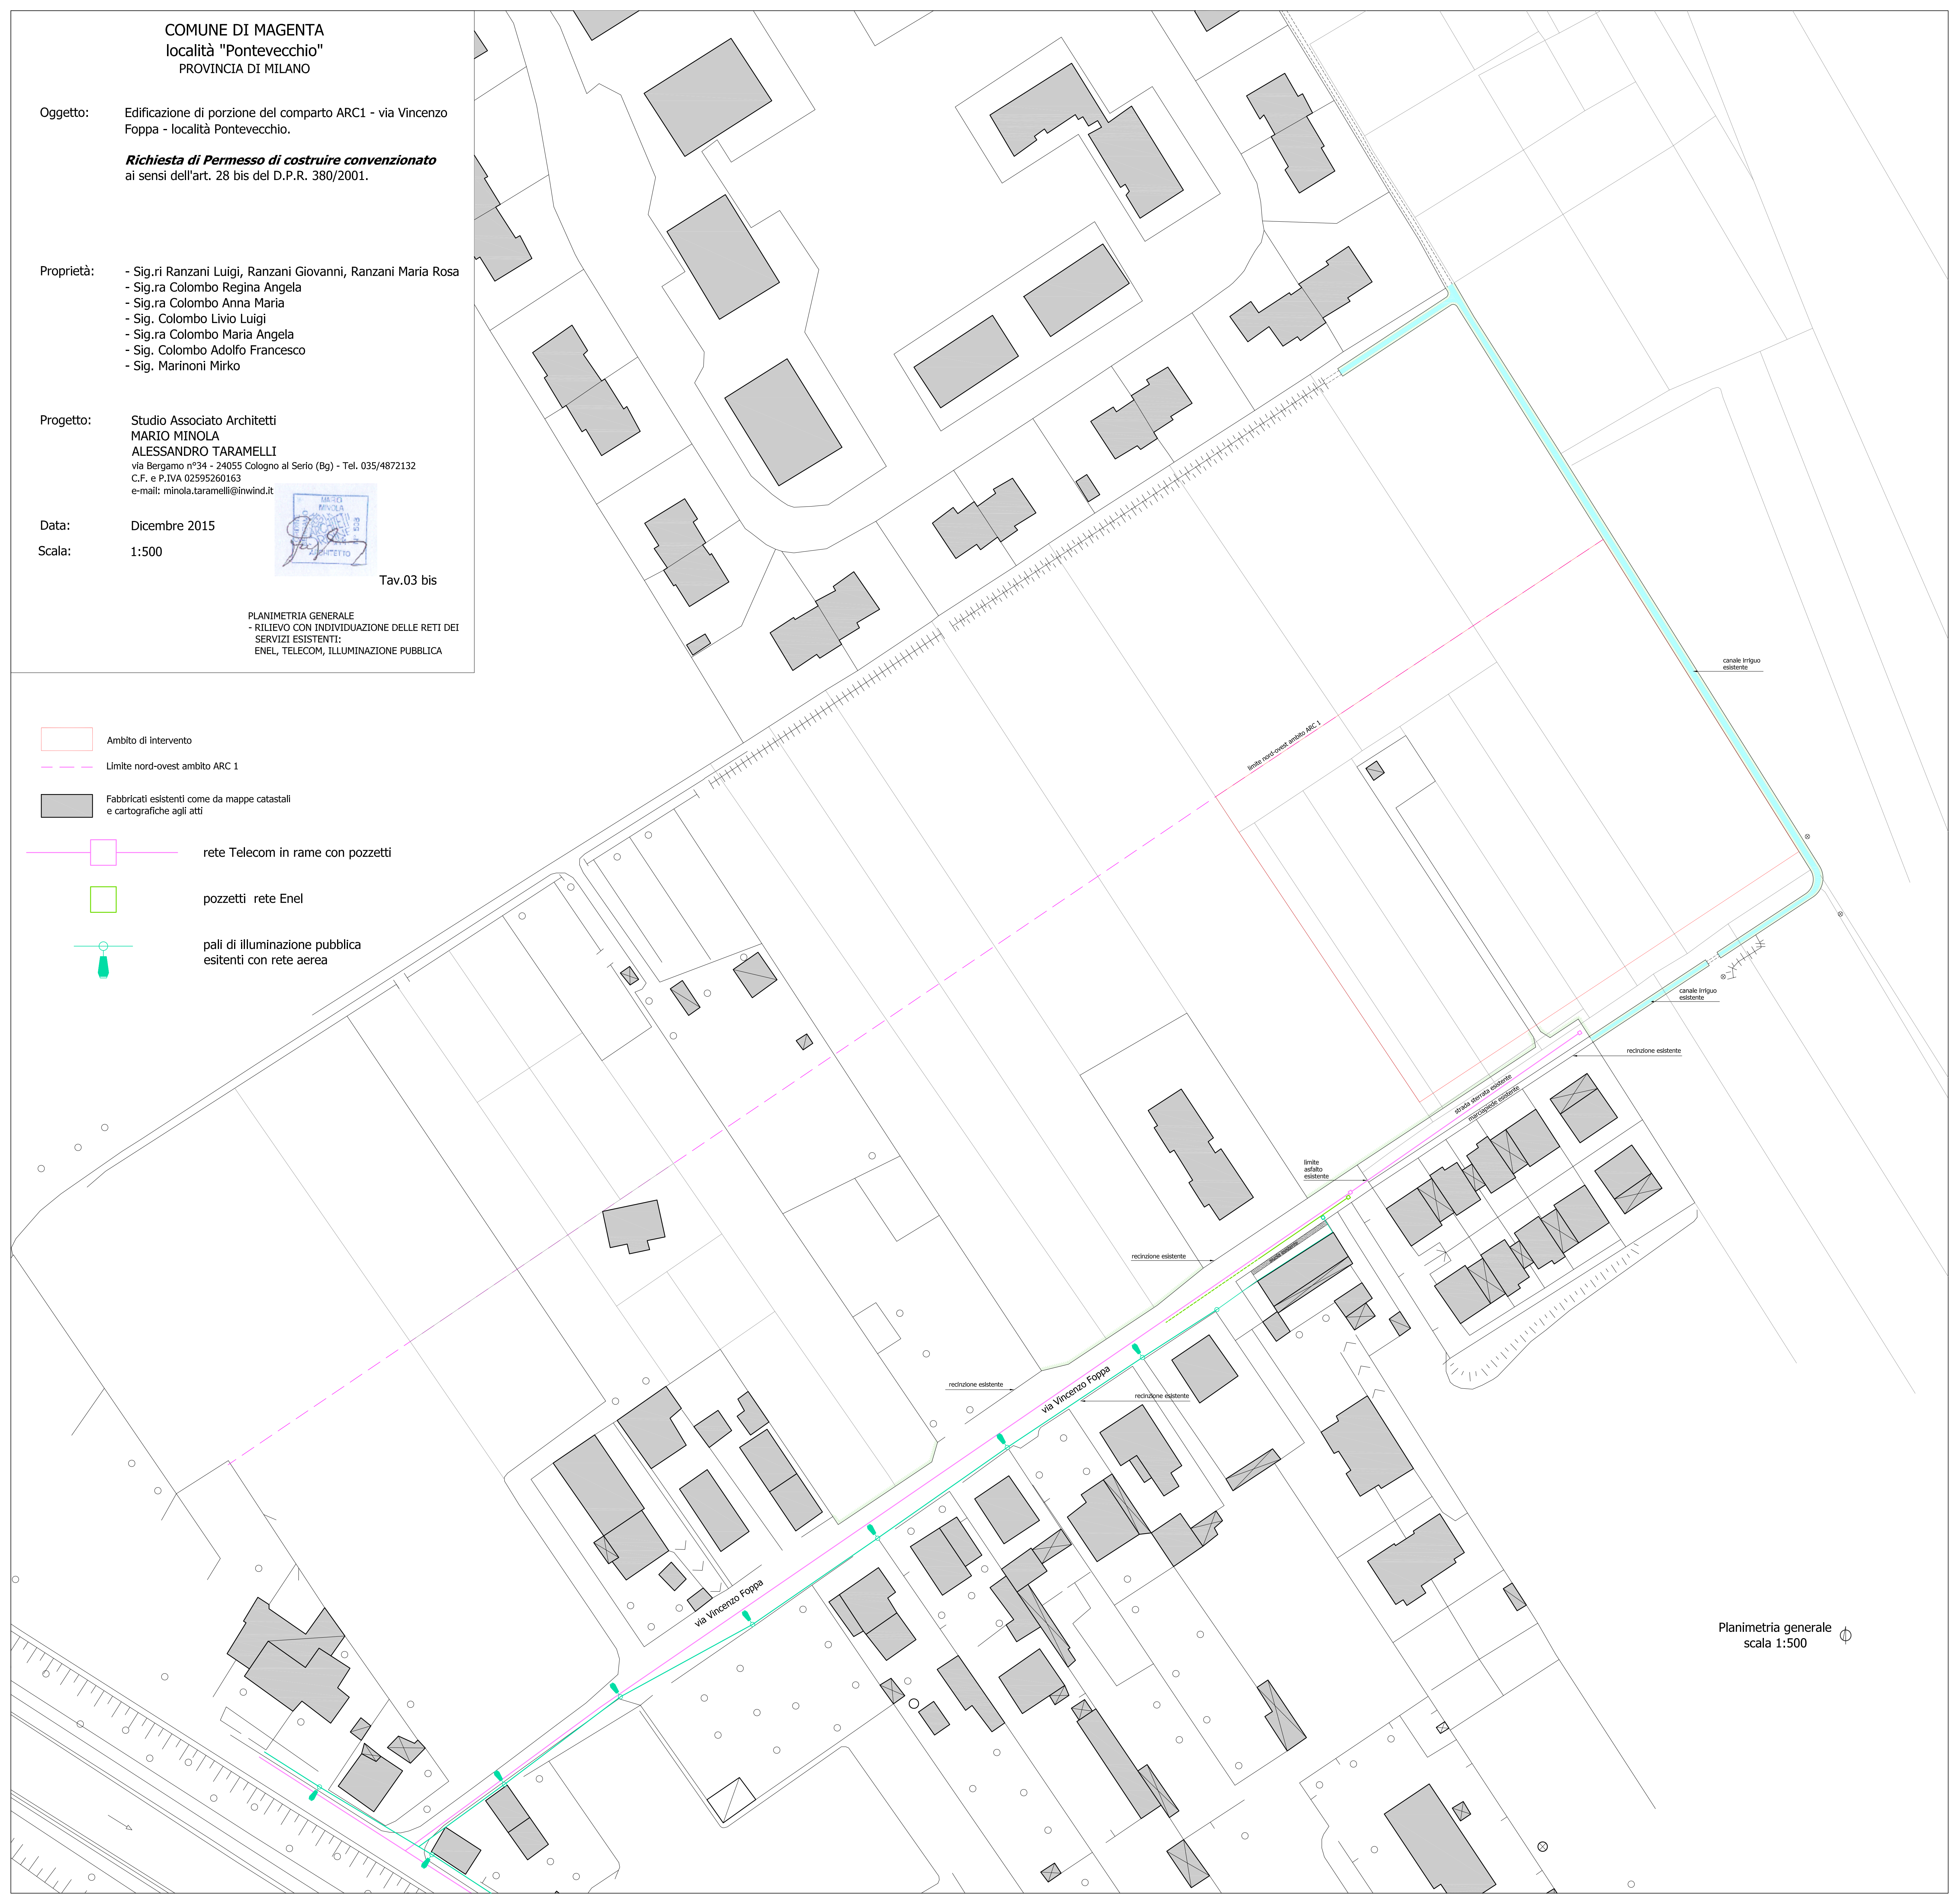 COMUNE DI MAGENTA
località "Pontevecchio"
PROVINCIA DI MILANO
Oggetto: Edificazione di porzione del comparto ARC1 - via Vincenzo
Foppa - località Pontevecchio.
Richiesta di Permesso di costruire convenzionato
ai sensi dell'art. 28 bis del D.P.R. 380/2001.
Proprietà: - Sig.ri Ranzani Luigi, Ranzani Giovanni, Ranzani Maria Rosa
- Sig.ra Colombo Regina Angela
- Sig.ra Colombo Anna Maria
- Sig. Colombo Livio Luigi
- Sig.ra Colombo Maria Angela
- Sig. Colombo Adolfo Francesco
- Sig. Marinoni Mirko
Progetto: Studio Associato Architetti
MARIO MINOLA
ALESSANDRO TARAMELLI
via Bergamo n°34 - 24055 Cologno al Serio (Bg) - Tel. 035/4872132
C.F. e P.IVA 02595260163
e-mail: minola.taramelli@inwind.it
MARIO
MINOLA
ARCHITETTO
Data: Dicembre 2015
Scala: 1:500
Tav.03 bis
PLANIMETRIA GENERALE
- RILIEVO CON INDIVIDUAZIONE DELLE RETI DEI
SERVIZI ESISTENTI:
ENEL, TELECOM, ILLUMINAZIONE PUBBLICA
Ambito di intervento
Limite nord-ovest ambito ARC 1
Fabbricati esistenti come da mappe catastali
e cartografiche agli atti
rete Telecom in rame con pozzetti
pozzetti rete Enel
pali di illuminazione pubblica
esitenti con rete aerea
canale irriguo
esistente
limite nord-ovest ambito ARC 1
canale irriguo
esistente
recinzione esistente
strada sterrata esistente
marciapiede esistente
limite
asfalto
esistente
recinzione esistente
recinzione esistente
recinzione esistente
via Vincenzo Foppa
via Vincenzo Foppa
Planimetria generale
scala 1:500